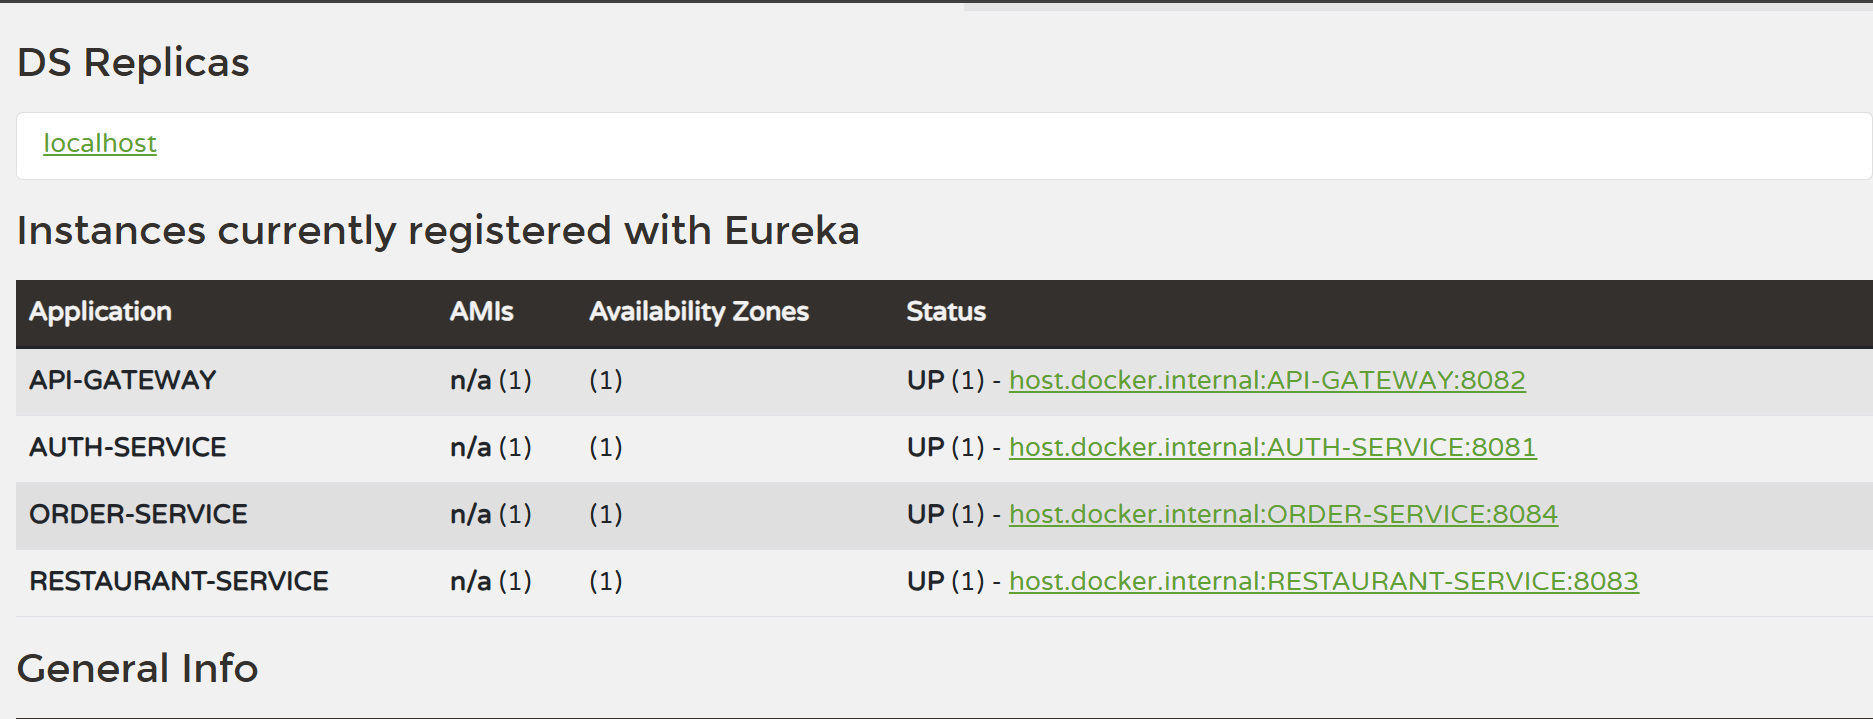 DS Replicas
localhost
Instances currently registered with Eureka
Application AMIs Availability Zones Status
API-GATEWAY n/a (1) (1) UP (1) - host.docker.internal:API-GATEWAY:8082
AUTH-SERVICE n/a (1) (1) UP (1) - host.docker.internal:AUTH-SERVICE:8081
ORDER-SERVICE n/a (1) (1) UP (1) - host.docker.internal:ORDER-SERVICE:8084
RESTAURANT-SERVICE n/a (1) (1) UP (1) - host.docker.internal:RESTAURANT-SERVICE:8083
General Info